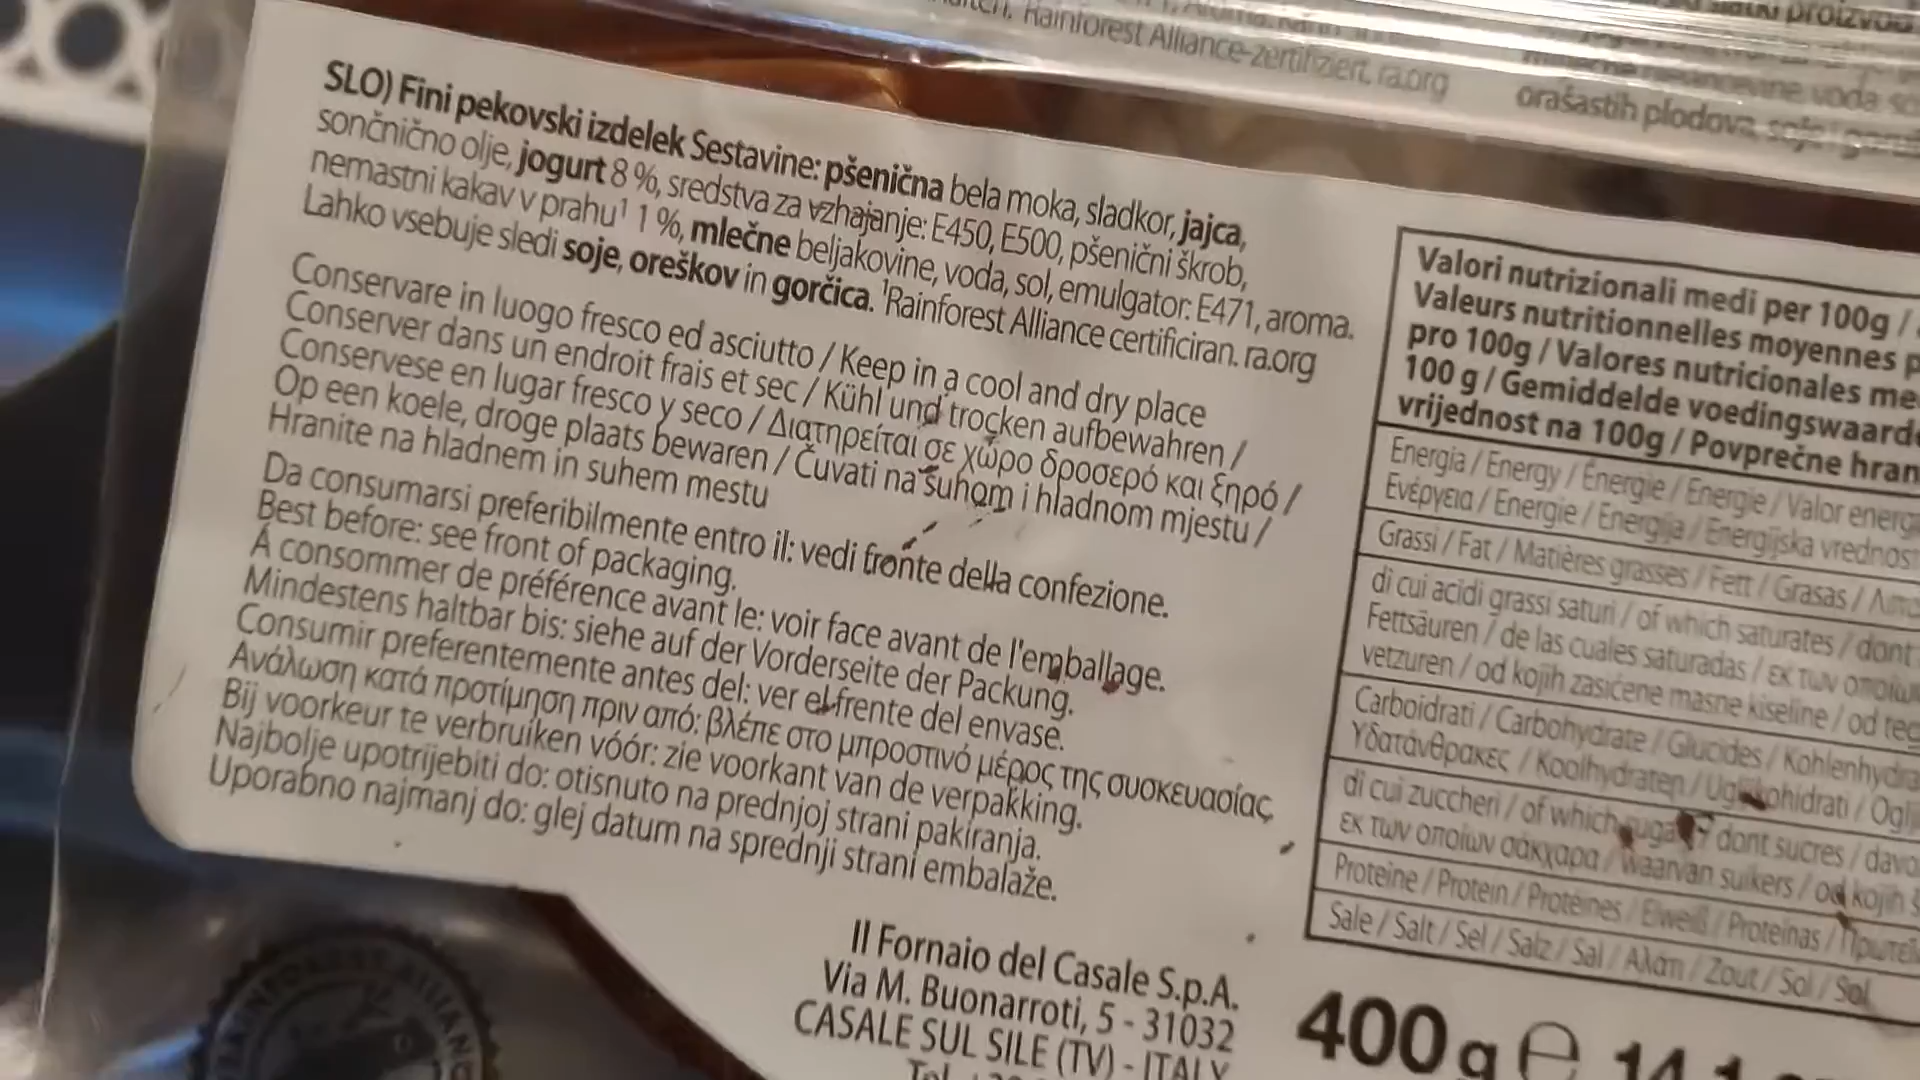 Rainforest Alliance-zertifiziert, ra.org
orašastih plodova
SLO) Fini pekovski izdelek Sestavine: pšenična bela moka, sladkor, jajca,
sončnično olje, jogurt 8 %, sredstva za vzhajanje: E450, E500, pšenični škrob,
nemastni kakav v prahu¹ 1 %, mlečne beljakovine, voda, sol, emulgator: E471, aroma.
Lahko vsebuje sledi soje, oreškov in gorčica. ¹Rainforest Alliance certificiran. ra.org
Conservare in luogo fresco ed asciutto / Keep in a cool and dry place
Conserver dans un endroit frais et sec / Kühl und trocken aufbewahren /
Conservese en lugar fresco y seco / Διατηρείται σε χώρο δροσερό και ξηρό /
Op een koele, droge plaats bewaren / Čuvati na suhom i hladnom mjestu /
Hranite na hladnem in suhem mestu
Da consumarsi preferibilmente entro il: vedi fronte della confezione.
Best before: see front of packaging.
Á consommer de préférence avant le: voir face avant de l'emballage.
Mindestens haltbar bis: siehe auf der Vorderseite der Packung.
Consumir preferentemente antes del: ver el frente del envase.
Ανάλωση κατά προτίμηση πριν από: βλέπε στο μπροστινό μέρος της συσκευασίας.
Bij voorkeur te verbruiken vóór: zie voorkant van de verpakking.
Najbolje upotrijebiti do: otisnuto na prednjoj strani pakiranja.
Uporabno najmanj do: glej datum na sprednji strani embalaže.
Il Fornaio del Casale S.p.A.
Via M. Buonarroti, 5 - 31032
CASALE SUL SILE (TV) - ITALY
Valori nutrizionali medi per 100g /
Valeurs nutritionnelles moyennes
pro 100g / Valores nutricionales
100 g / Gemiddelde
vrijednost na 100g / Povprečne
Energia / Energy / Énergie / Energie / Valor
Ενέργεια / Energie / Energija / Energijska
Grassi / Fat / Matières grasses / Fett / Grasas /
di cui acidi grassi saturi / of which saturates / dont
Fettsäuren / de las cuales saturadas / εκ των
vetzuren / od kojih zasićene masne kiseline / od
Carboidrati / Carbohydrate / Glucides /
Υδατάνθρακες / Koolhydraten / Ugljikohidrati /
di cui zuccheri / of which sugars / dont sucres /
εκ των οποίων σάκχαρα / waarvan suikers / od kojih
Proteine / Protein / Protéines / Eiweiß / Proteínas /
Sale / Salt / Sel / Salz / Sal / Αλάτι / Zout / Sol / Sol
400 g e